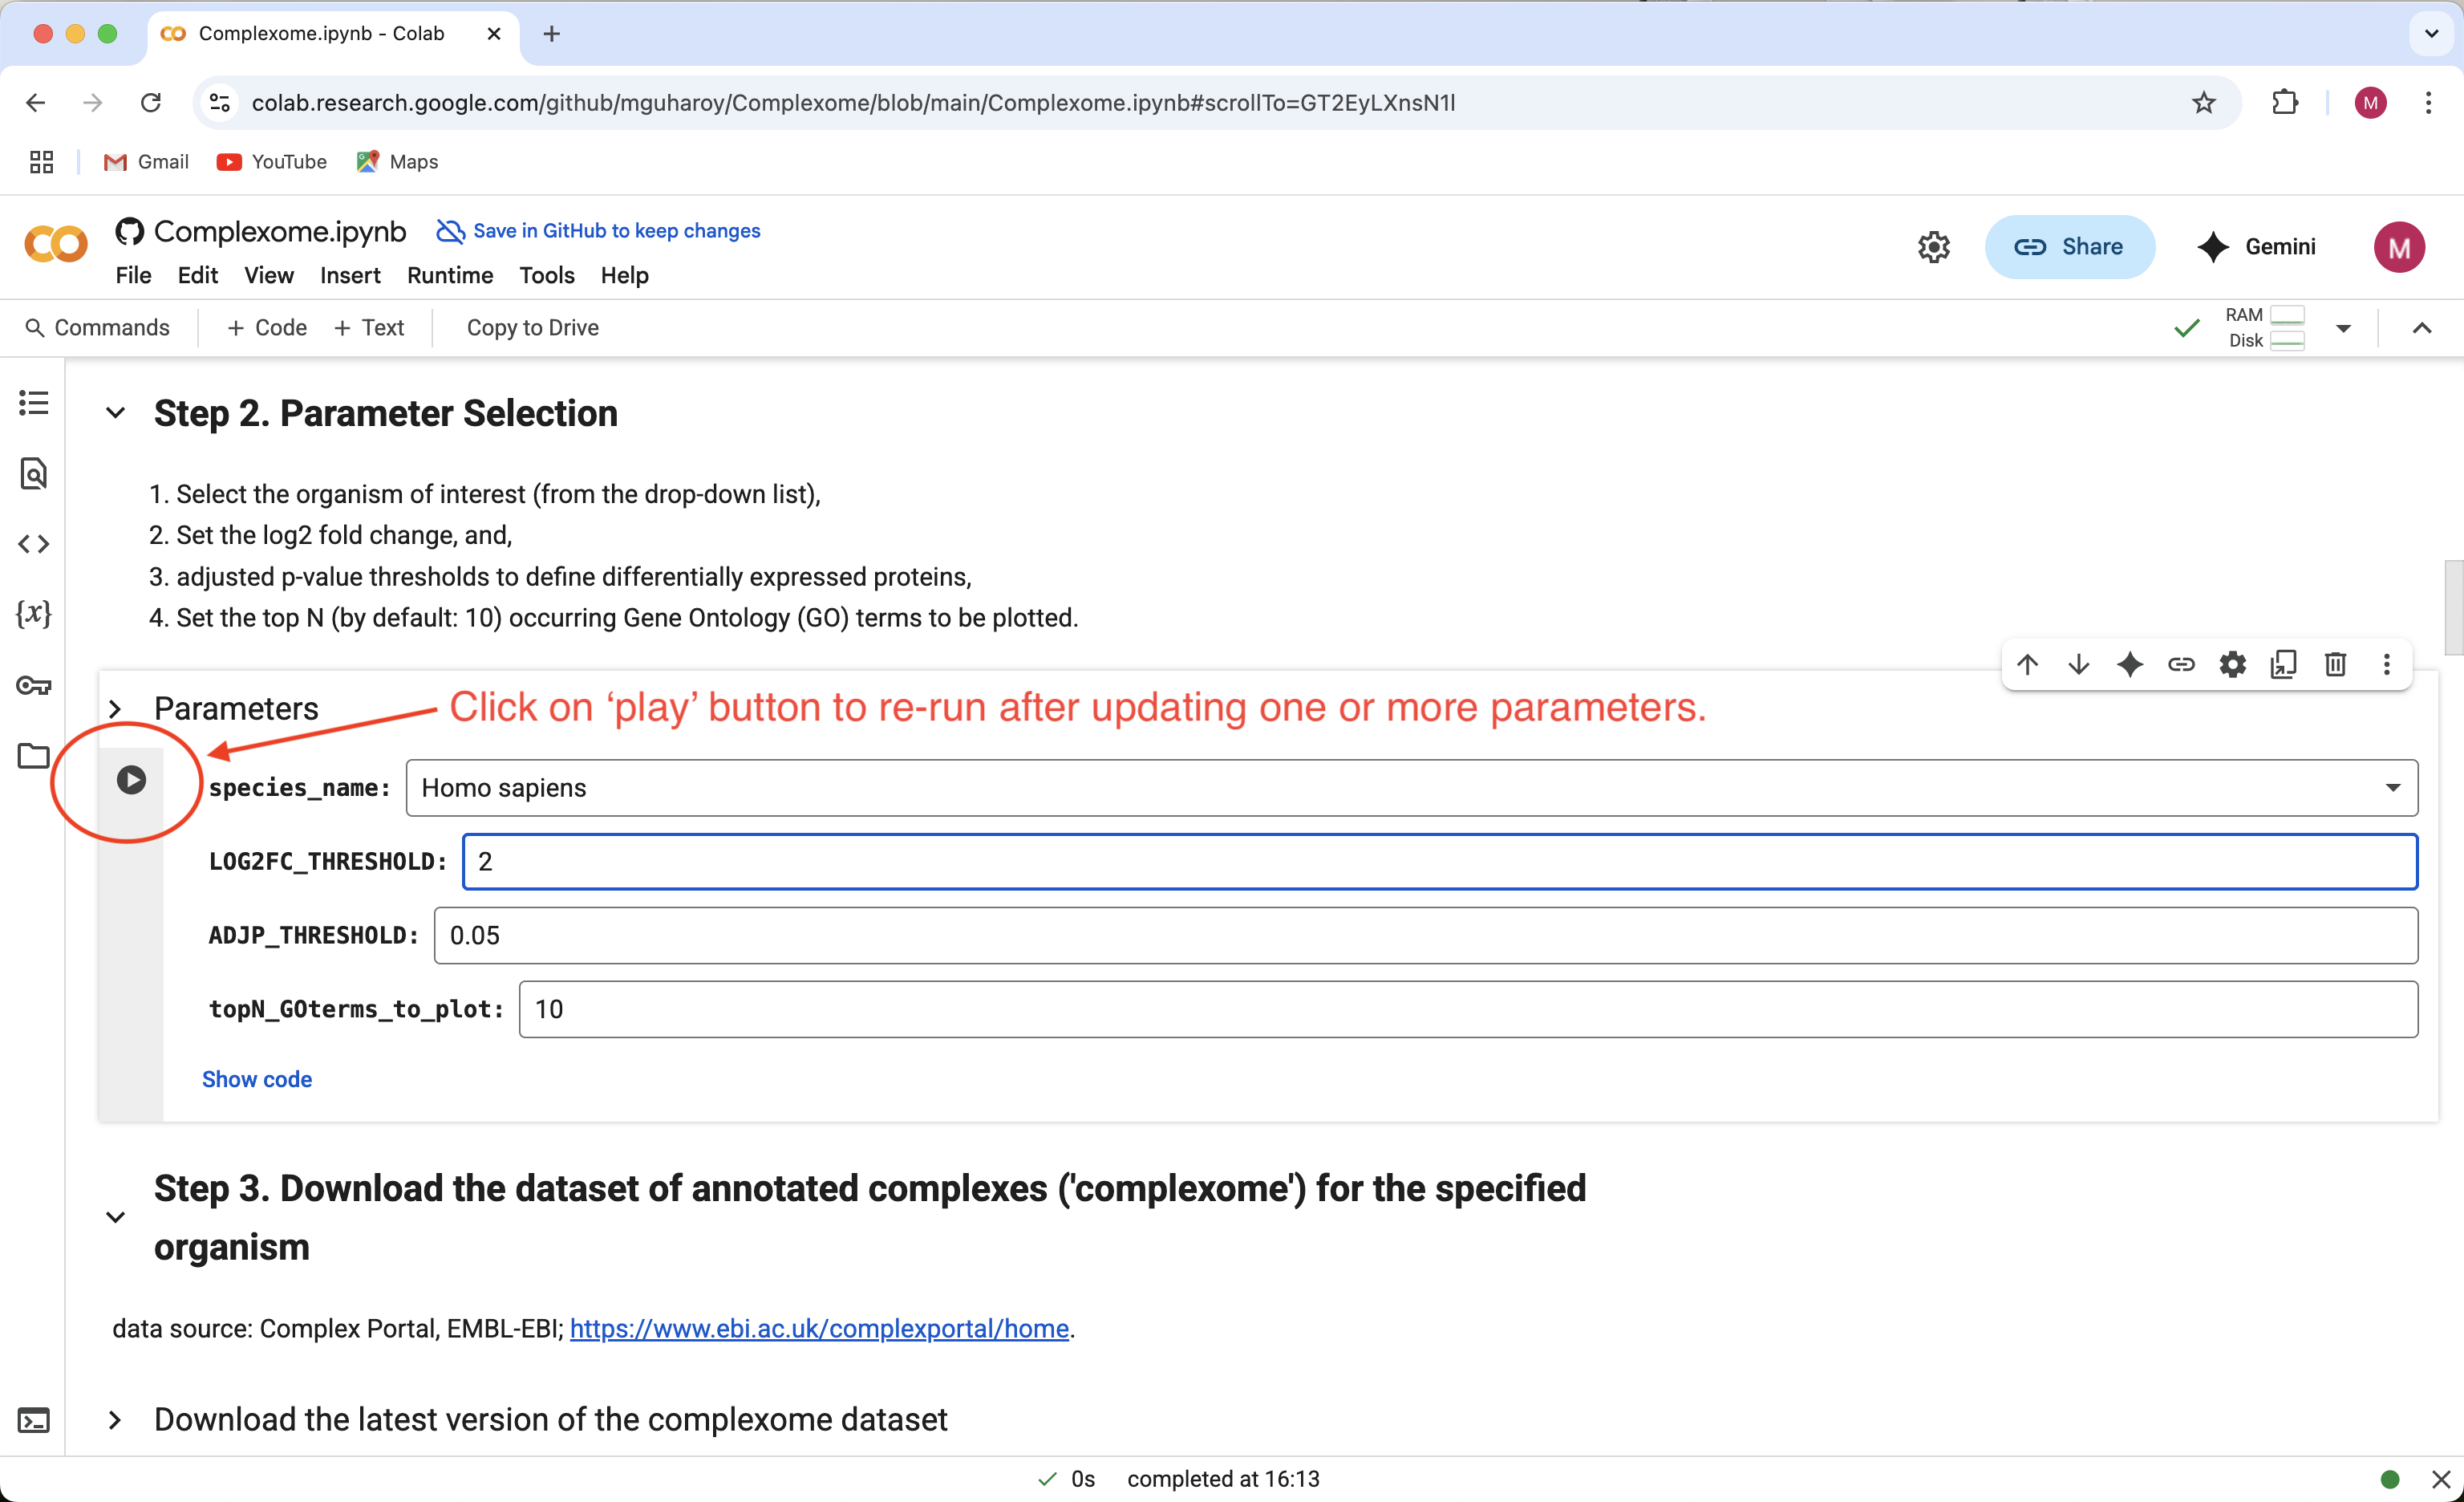 Complexome.ipynb - Colab
colab.research.google.com/github/mguharoy/Complexome/blob/main/Complexome.ipynb#scrollTo=GT2EyLXnsN1l
M
Gmail YouTube Maps
Complexome.ipynb Save in GitHub to keep changes
File Edit View Insert Runtime Tools Help
Share Gemini M
Commands + Code + Text Copy to Drive
RAM
Disk
Step 2. Parameter Selection
1. Select the organism of interest (from the drop-down list),
2. Set the log2 fold change, and,
3. adjusted p-value thresholds to define differentially expressed proteins,
4. Set the top N (by default: 10) occurring Gene Ontology (GO) terms to be plotted.
Parameters
Click on ‘play’ button to re-run after updating one or more parameters.
species_name: Homo sapiens
LOG2FC_THRESHOLD: 2
ADJP_THRESHOLD: 0.05
topN_GOterms_to_plot: 10
Show code
Step 3. Download the dataset of annotated complexes ('complexome') for the specified
organism
data source: Complex Portal, EMBL-EBI; https://www.ebi.ac.uk/complexportal/home.
Download the latest version of the complexome dataset
0s completed at 16:13